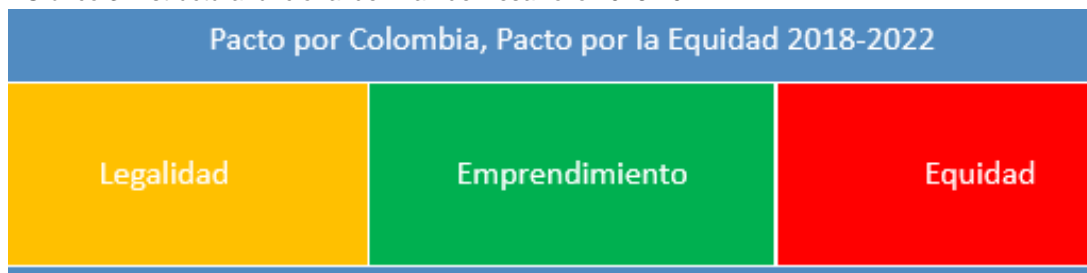 Pacto por Colombia, Pacto por la Equidad 2018-2022
Legalidad
Emprendimiento
Equidad